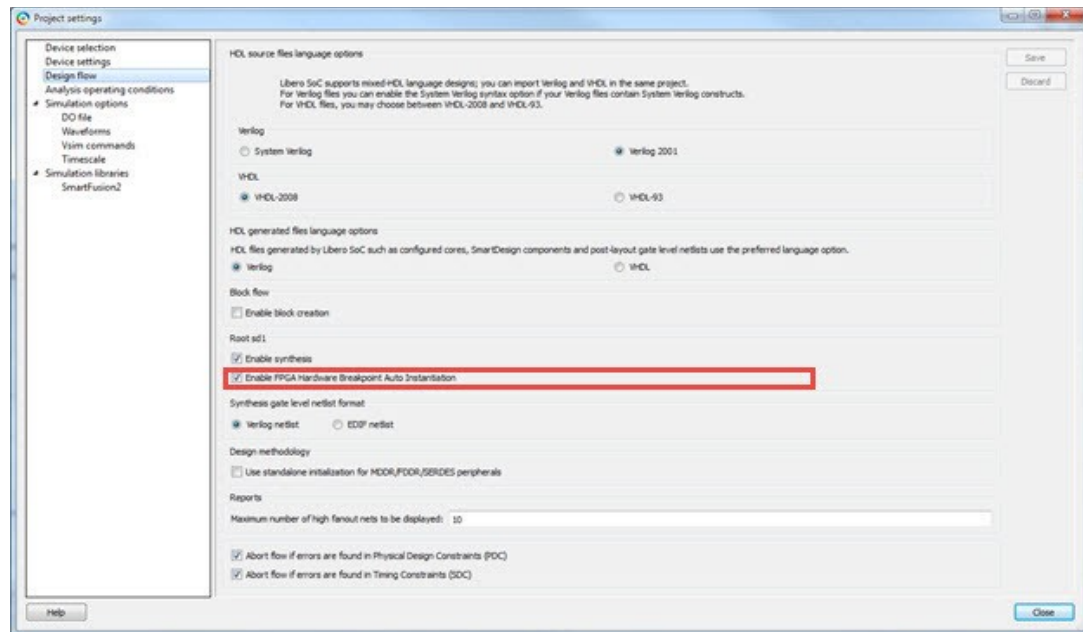 Project settings
Device selection
Device settings
Design flow
Analysis operating conditions
Simulation options
DO file
Waveforms
Vsim commands
Timescale
Simulation libraries
SmartFusion2
HDL source files language options
Libero SoC supports mixed-HDL language designs; you can import Verilog and VHDL in the same project.
For Verilog files you can enable the System Verilog syntax option if your Verilog files contain System Verilog constructs.
For VHDL files, you may choose between VHDL-2008 and VHDL-93.
Verilog
System Verilog Verilog 2001
VHDL
VHDL-2008 VHDL-93
HDL generated files language options
HDL files generated by Libero SoC such as configured cores, SmartDesign components and post-layout gate level netlists use the preferred language option.
Verilog VHDL
Block flow
Enable block creation
Root sd1
Enable synthesis
Enable FPGA Hardware Breakpoint Auto Instantiation
Synthesis gate level netlist format
Verilog netlist EDIF netlist
Design methodology
Use standalone initialization for MDDR/FDDR/SERDES peripherals
Reports
Maximum number of high fanout nets to be displayed: 10
Abort flow if errors are found in Physical Design Constraints (PDC)
Abort flow if errors are found in Timing Constraints (SDC)
Save
Discard
Help
Close